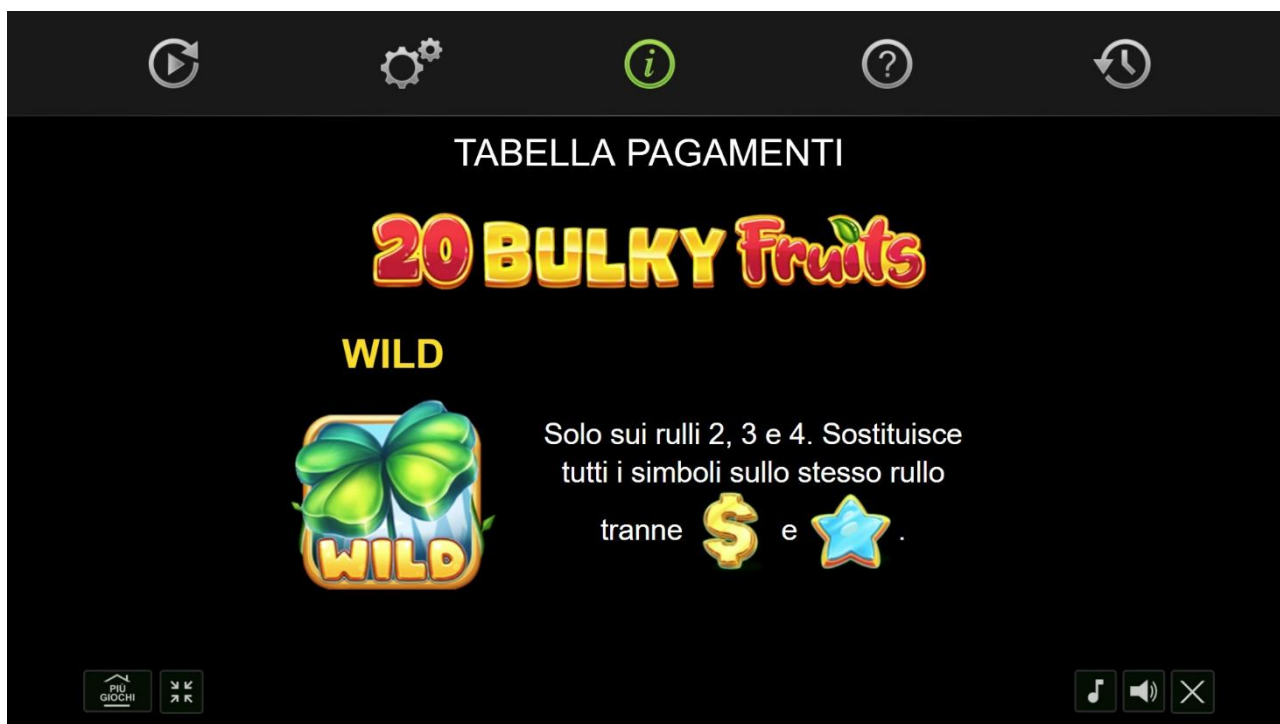 TABELLA PAGAMENTI
20 BULKY Fruits
WILD
WILD
Solo sui rulli 2, 3 e 4. Sostituisce
tutti i simboli sullo stesso rullo
tranne $ e .
PIÙ
GIOCHI